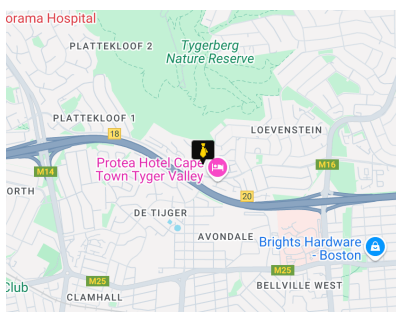 orama Hospital
PLATTEKLOOF 2
Tygerberg
Nature Reserve
PLATTEKLOOF 1
18
LOEVENSTEIN
Protea Hotel Cape
Town Tyger Valley
M14
M16
ORTH
20
DE TIJGER
AVONDALE
Brights Hardware
- Boston
M25
M25
Club
CLAMHALL
BELLVILLE WEST